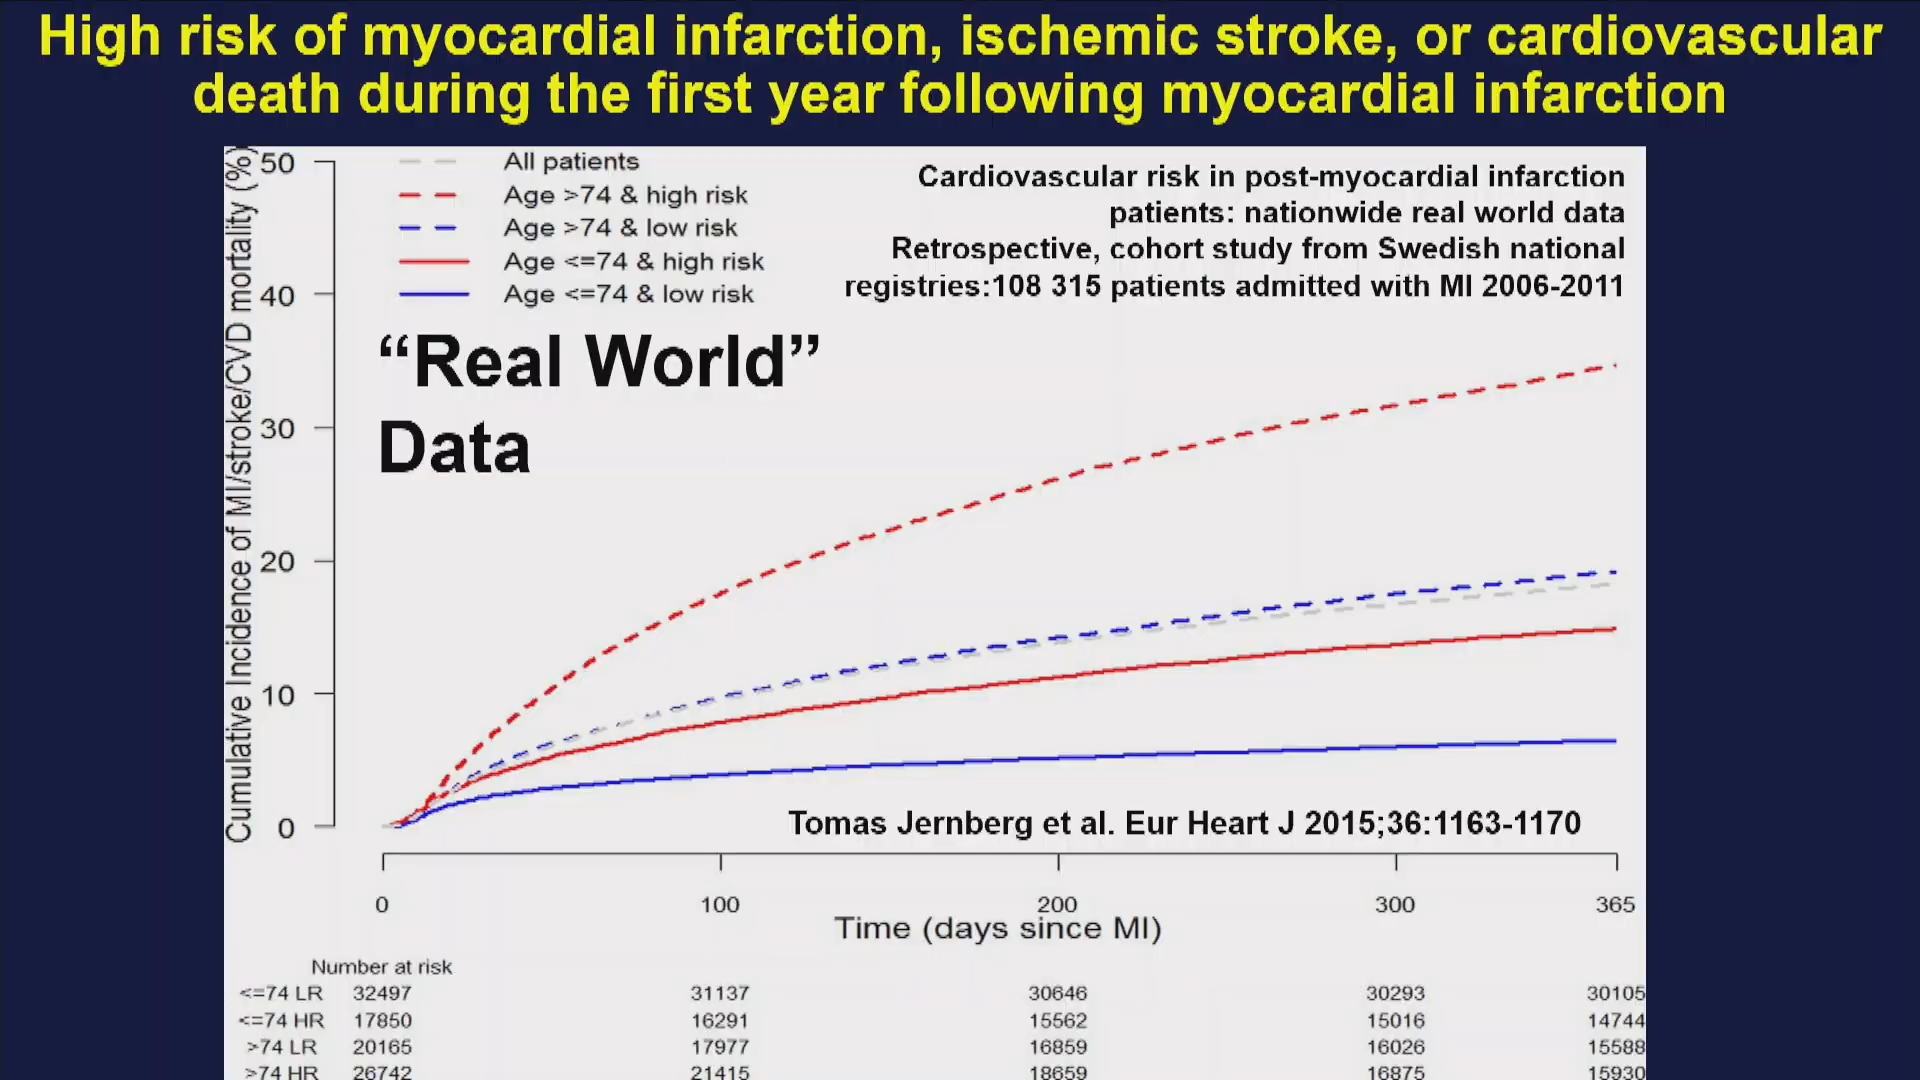 High risk of myocardial infarction, ischemic stroke, or cardiovascular
death during the first year following myocardial infarction
Cumulative Incidence of MI/stroke/CVD mortality (%)
50
40
30
20
10
0
All patients
Age >74 & high risk
Age >74 & low risk
Age <=74 & high risk
Age <=74 & low risk
Cardiovascular risk in post-myocardial infarction
patients: nationwide real world data
Retrospective, cohort study from Swedish national
registries:108 315 patients admitted with MI 2006-2011
“Real World”
Data
Tomas Jernberg et al. Eur Heart J 2015;36:1163-1170
0 100 200 300 365
Time (days since MI)
Number at risk
<=74 LR 32497 31137 30646 30293 30105
<=74 HR 17850 16291 15562 15016 14744
>74 LR 20165 17977 16859 16026 15588
>74 HR 26742 21415 18659 16875 15930